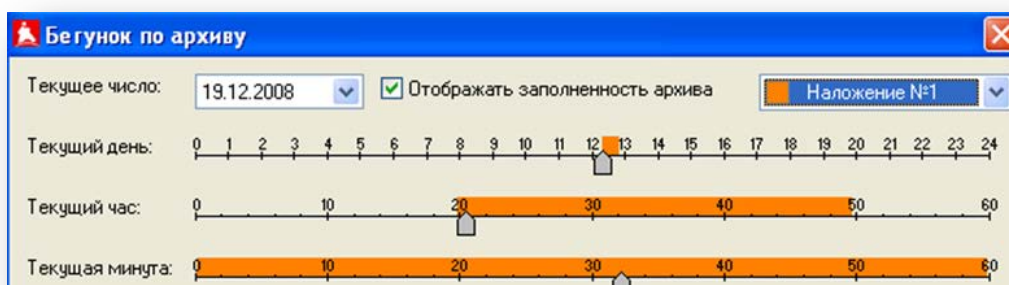 Бегунок по архиву
Текущее число: 19.12.2008 Отображать заполненность архива Наложение №1
Текущий день: 0 1 2 3 4 5 6 7 8 9 10 11 12 13 14 15 16 17 18 19 20 21 22 23 24
Текущий час: 0 10 20 30 40 50 60
Текущая минута: 0 10 20 30 40 50 60